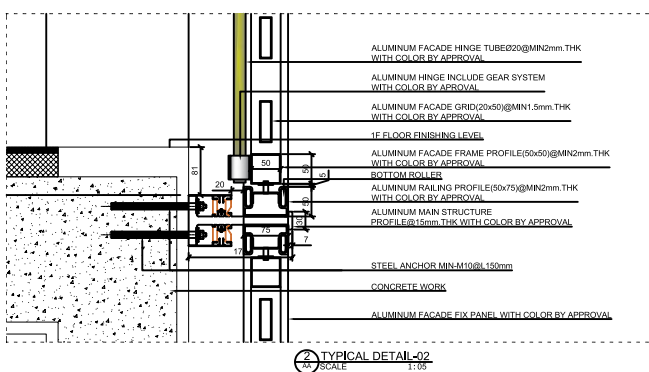 ALUMINUM FACADE HINGE TUBEØ20@MIN2mm.THK
WITH COLOR BY APPROVAL
ALUMINUM HINGE INCLUDE GEAR SYSTEM
WITH COLOR BY APROVAL
ALUMINUM FACADE GRID(20x50)@MIN1.5mm.THK
WITH COLOR BY APPROVAL
1F FLOOR FINISHING LEVEL
ALUMINUM FACADE FRAME PROFILE(50x50)@MIN2mm.THK
WITH COLOR BY APPROVAL
BOTTOM ROLLER
ALUMINUM RAILING PROFILE(50x75)@MIN2mm.THK
WITH COLOR BY APPROVAL
ALUMINUM MAIN STRUCTURE
PROFILE@15mm.THK WITH COLOR BY APPROVAL
STEEL ANCHOR MIN-M10@L150mm
CONCRETE WORK
ALUMINUM FACADE FIX PANEL WITH COLOR BY APPROVAL
81
50
50
5
20
50
30
75
7
17
2 TYPICAL DETAIL-02
AA SCALE 1:05